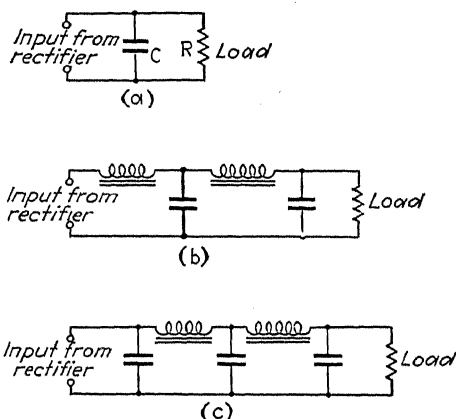 Input from
rectifier
C
R
Load
(a)
Input from
rectifier
Load
(b)
Input from
rectifier
Load
(c)